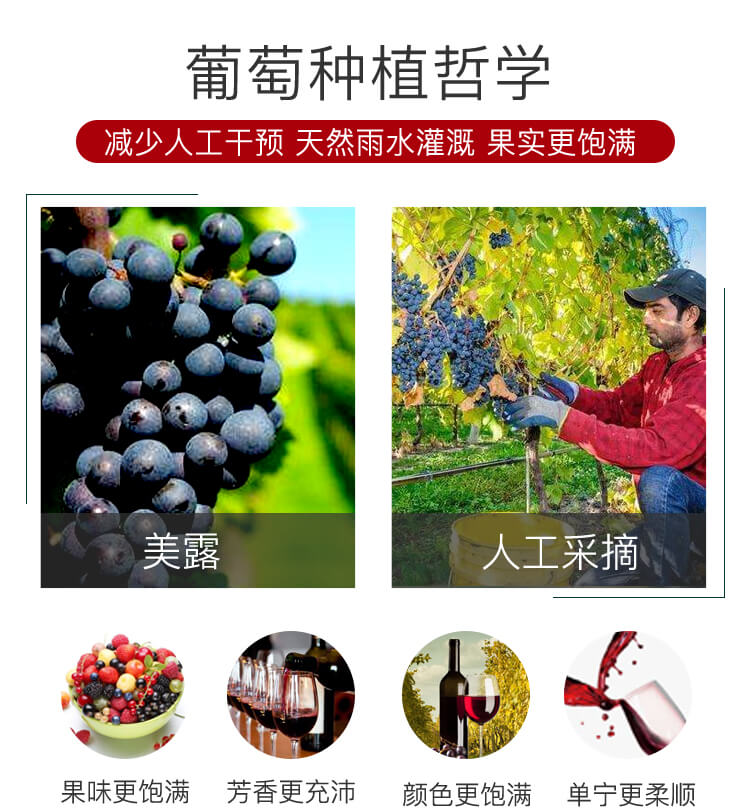 葡萄种植哲学
减少人工干预 天然雨水灌溉 果实更饱满
美露
人工采摘
果味更饱满
芳香更充沛
颜色更饱满
单宁更柔顺